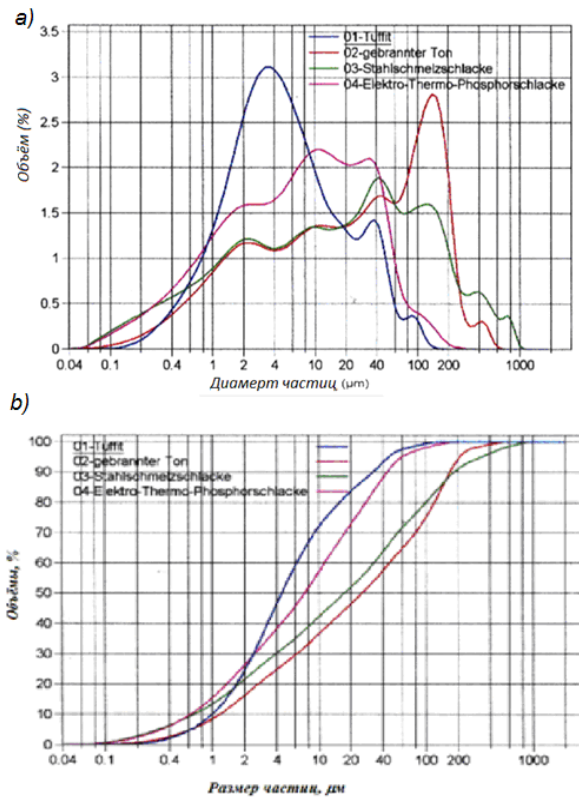 a)
3.5
3
2.5
2
1.5
1
0.5
0
Объём (%)
01-Tuffit
02-gebrannter Ton
03-Stahlschmelzschlacke
04-Elektro-Thermo-Phosphorschlacke
0.04 0.1 0.4 1 2 4 10 20 40 100 200 1000
Диамерт частиц (µm)
b)
100
90
80
70
60
50
40
30
20
10
0
Объёмы, %
01-Tuffit
02-gebrannter Ton
03-Stahlschmelzschlacke
04-Elektro-Thermo-Phosphorschlacke
0.04 0.1 0.4 1 2 4 10 20 40 100 200 1000
Размер частиц, µм